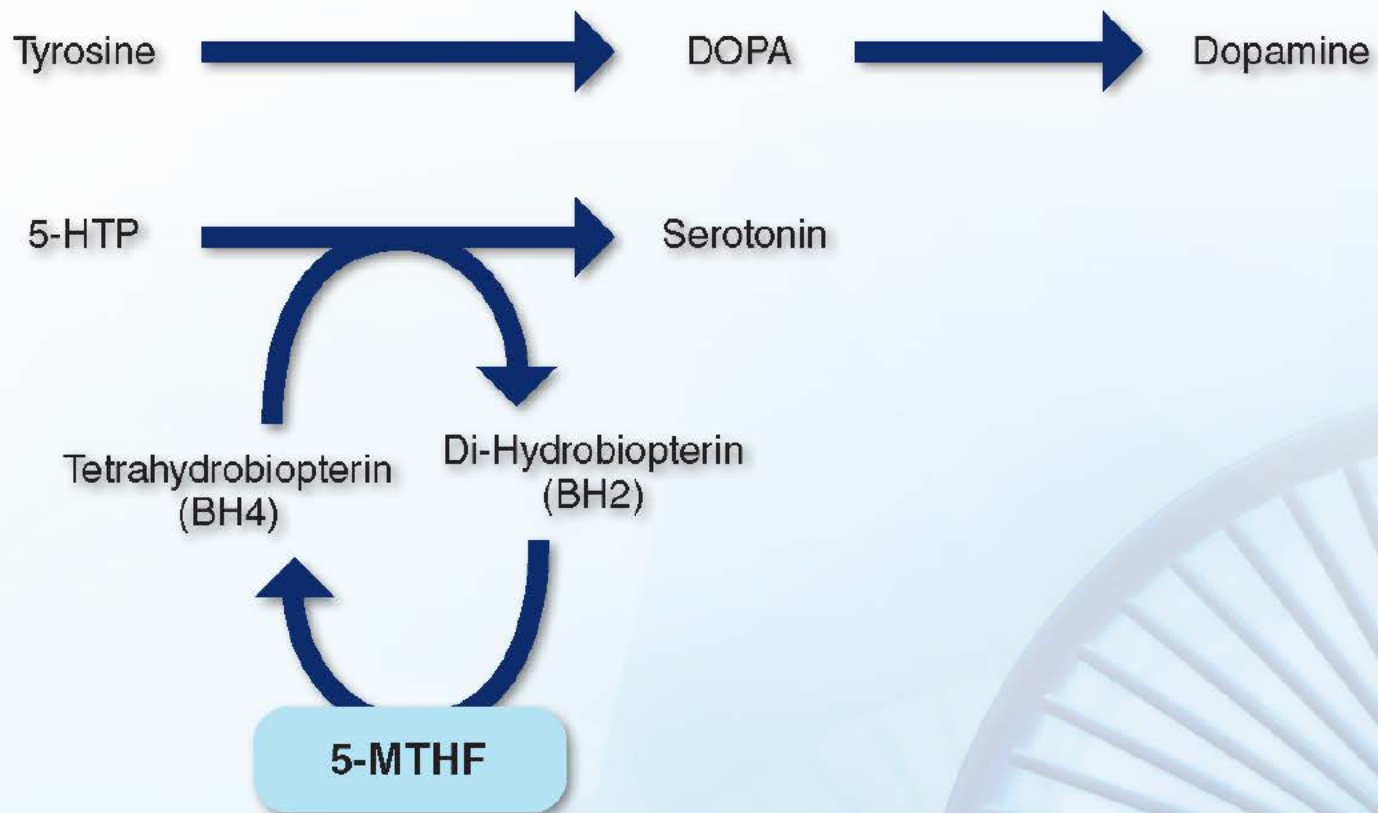 Tyrosine
DOPA
Dopamine
5-HTP
Serotonin
Tetrahydrobiopterin
(BH4)
Di-Hydrobiopterin
(BH2)
5-MTHF